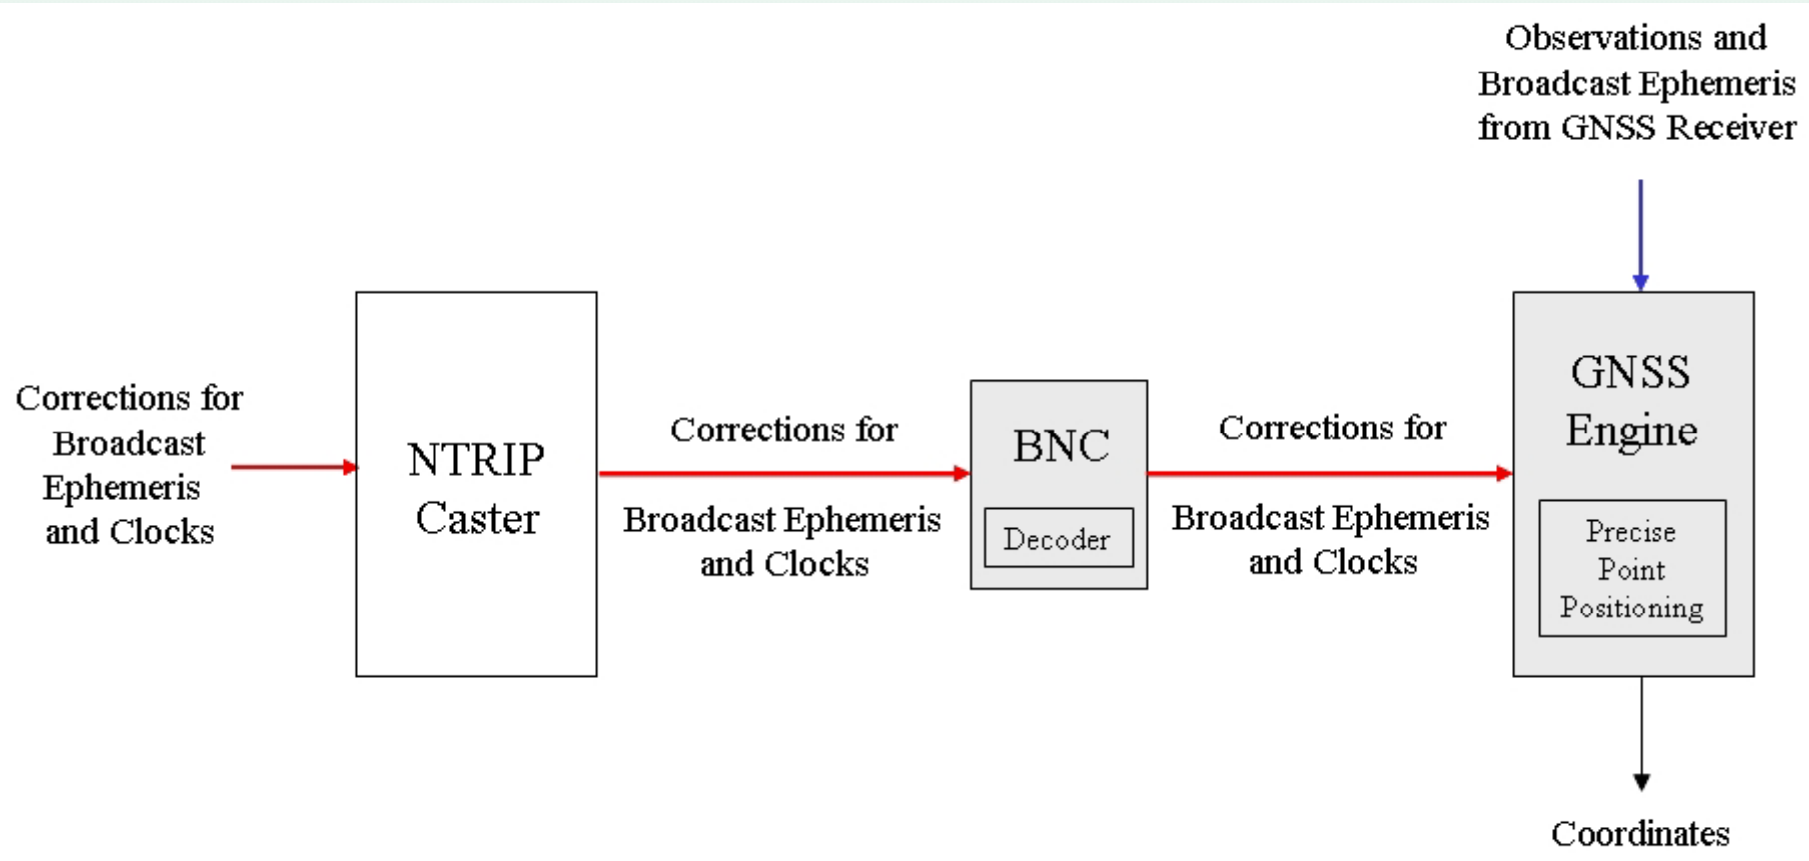 Observations and
Broadcast Ephemeris
from GNSS Receiver
Corrections for
Broadcast
Ephemeris
and Clocks
NTRIP
Caster
Corrections for
Broadcast Ephemeris
and Clocks
BNC
Decoder
Corrections for
Broadcast Ephemeris
and Clocks
GNSS
Engine
Precise
Point
Positioning
Coordinates